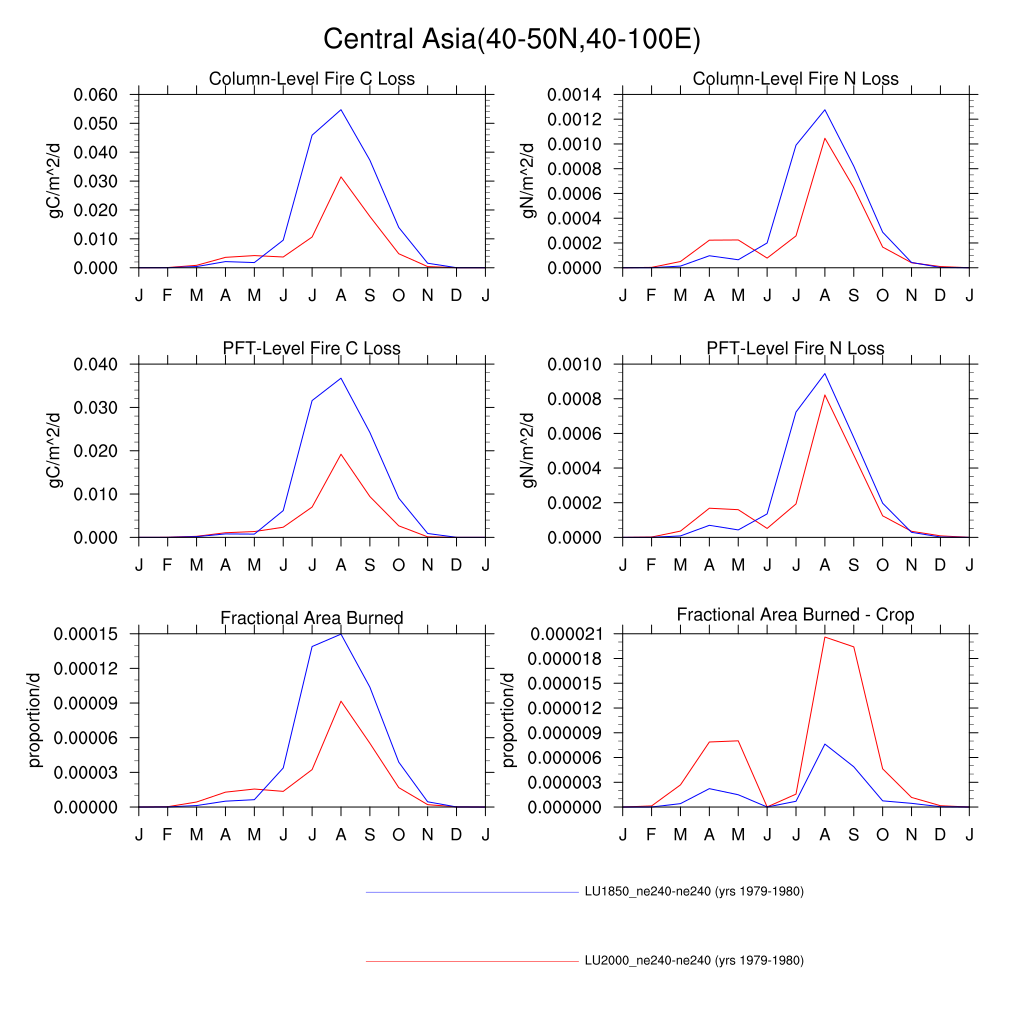 Central Asia(40-50N,40-100E)
Column-Level Fire C Loss
0.060
0.050
0.040
0.030
0.020
0.010
0.000
gC/m^2/d
J F M A M J J A S O N D J
Column-Level Fire N Loss
0.0014
0.0012
0.0010
0.0008
0.0006
0.0004
0.0002
0.0000
gN/m^2/d
J F M A M J J A S O N D J
PFT-Level Fire C Loss
0.040
0.030
0.020
0.010
0.000
gC/m^2/d
J F M A M J J A S O N D J
PFT-Level Fire N Loss
0.0010
0.0008
0.0006
0.0004
0.0002
0.0000
gN/m^2/d
J F M A M J J A S O N D J
Fractional Area Burned
0.00015
0.00012
0.00009
0.00006
0.00003
0.00000
proportion/d
J F M A M J J A S O N D J
Fractional Area Burned - Crop
0.000021
0.000018
0.000015
0.000012
0.000009
0.000006
0.000003
0.000000
proportion/d
J F M A M J J A S O N D J
LU1850_ne240-ne240 (yrs 1979-1980)
LU2000_ne240-ne240 (yrs 1979-1980)